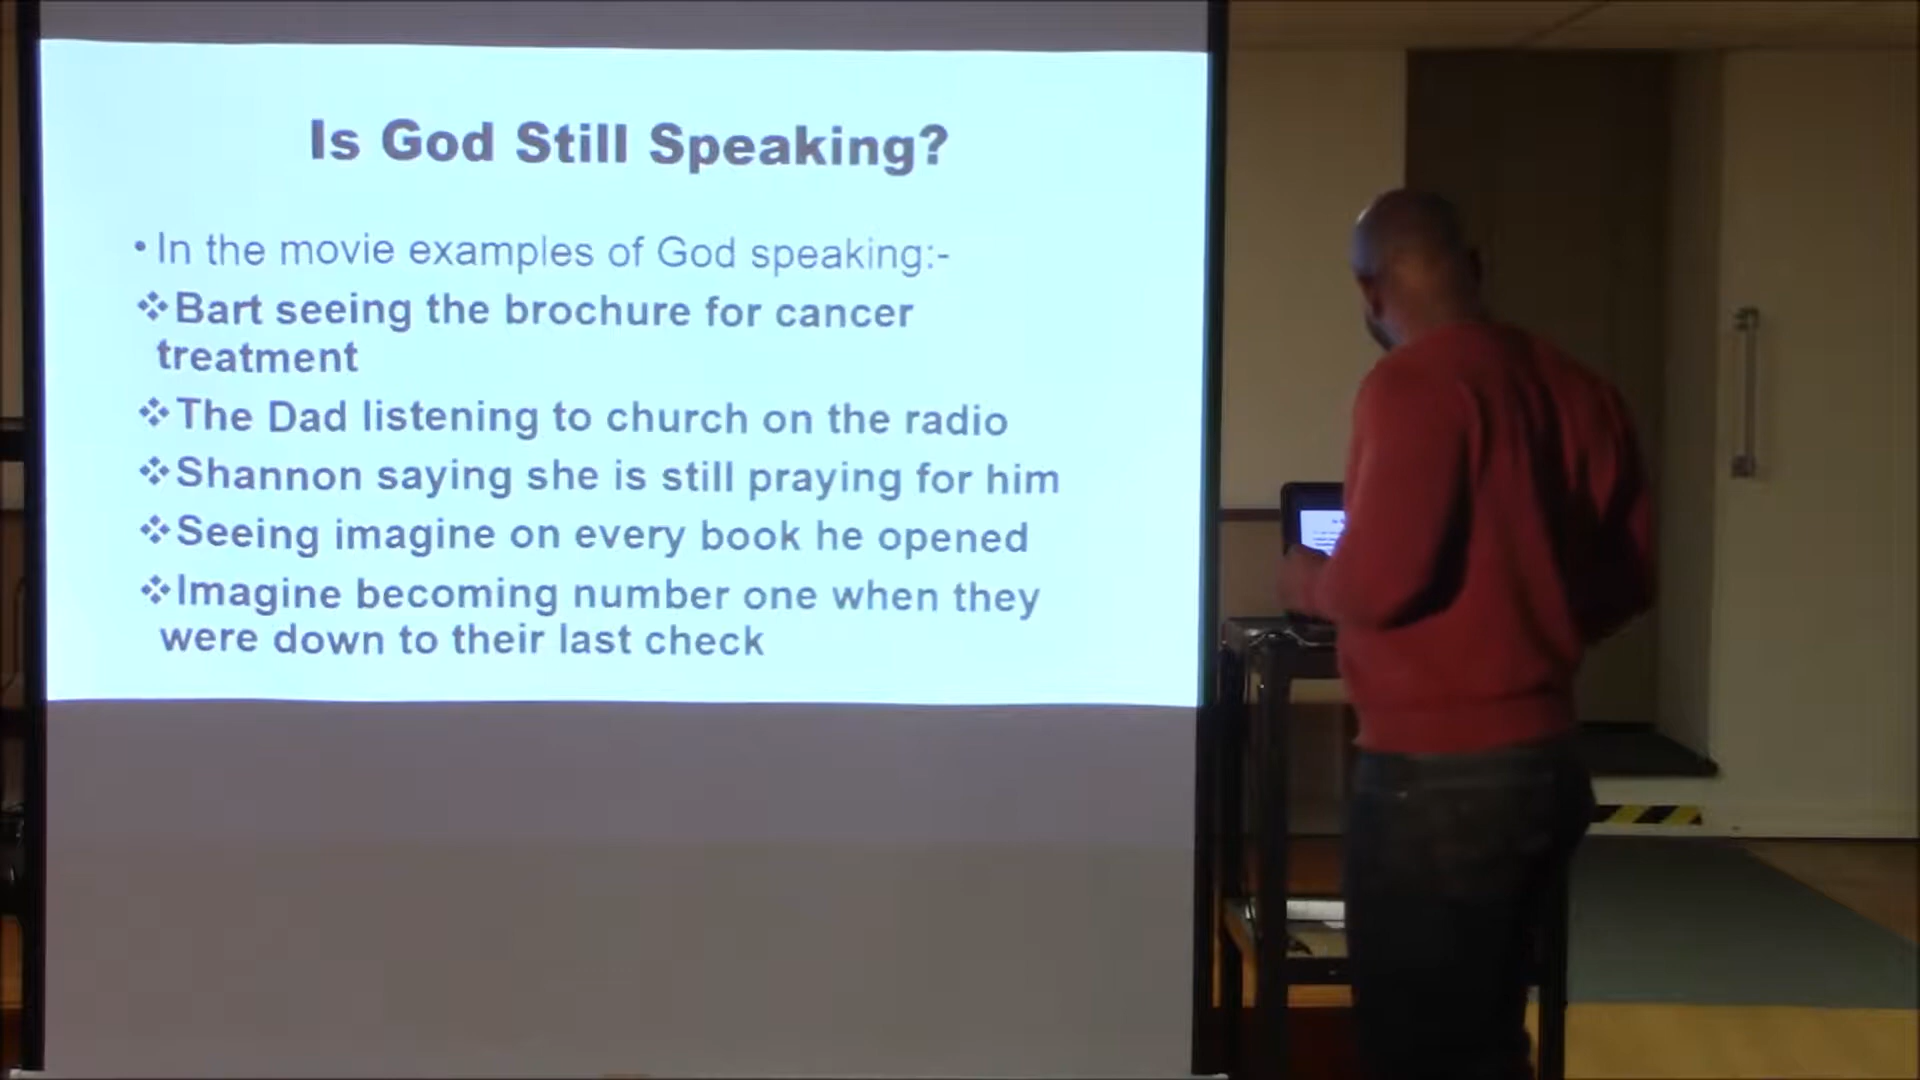 Is God Still Speaking?
• In the movie examples of God speaking:-
❖Bart seeing the brochure for cancer
treatment
❖The Dad listening to church on the radio
❖Shannon saying she is still praying for him
❖Seeing imagine on every book he opened
❖Imagine becoming number one when they
were down to their last check